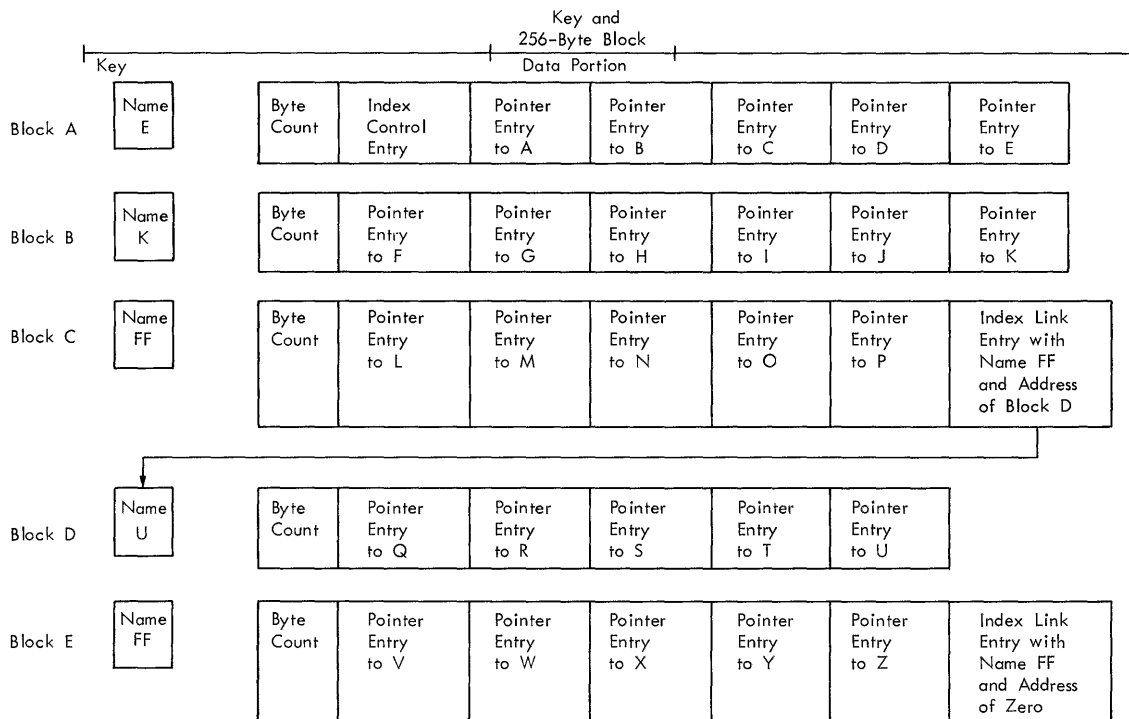 Key and
256-Byte Block
Key
Data Portion
Block A
Name
E
Byte
Count
Index
Control
Entry
Pointer
Entry
to A
Pointer
Entry
to B
Pointer
Entry
to C
Pointer
Entry
to D
Pointer
Entry
to E
Block B
Name
K
Byte
Count
Pointer
Entry
to F
Pointer
Entry
to G
Pointer
Entry
to H
Pointer
Entry
to I
Pointer
Entry
to J
Pointer
Entry
to K
Block C
Name
FF
Byte
Count
Pointer
Entry
to L
Pointer
Entry
to M
Pointer
Entry
to N
Pointer
Entry
to O
Pointer
Entry
to P
Index Link
Entry with
Name FF
and Address
of Block D
Block D
Name
U
Byte
Count
Pointer
Entry
to Q
Pointer
Entry
to R
Pointer
Entry
to S
Pointer
Entry
to T
Pointer
Entry
to U
Block E
Name
FF
Byte
Count
Pointer
Entry
to V
Pointer
Entry
to W
Pointer
Entry
to X
Pointer
Entry
to Y
Pointer
Entry
to Z
Index Link
Entry with
Name FF
and Address
of Zero